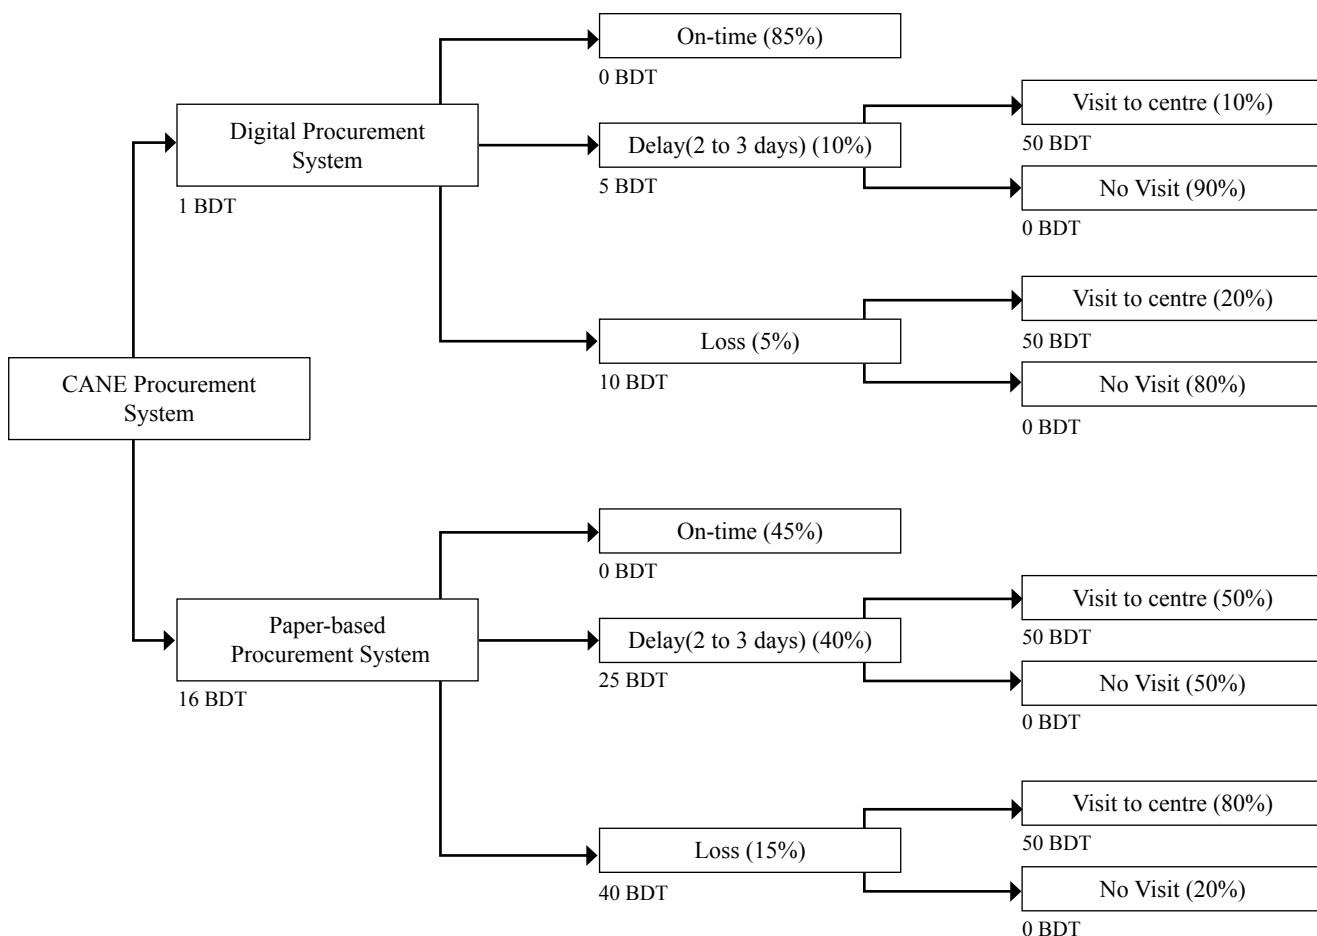 On-time (85%)
0 BDT
Visit to centre (10%)
50 BDT
Digital Procurement
System
1 BDT
Delay(2 to 3 days) (10%)
5 BDT
No Visit (90%)
0 BDT
Visit to centre (20%)
50 BDT
Loss (5%)
10 BDT
No Visit (80%)
0 BDT
CANE Procurement
System
On-time (45%)
0 BDT
Visit to centre (50%)
50 BDT
Paper-based
Procurement System
16 BDT
Delay(2 to 3 days) (40%)
25 BDT
No Visit (50%)
0 BDT
Visit to centre (80%)
50 BDT
Loss (15%)
40 BDT
No Visit (20%)
0 BDT